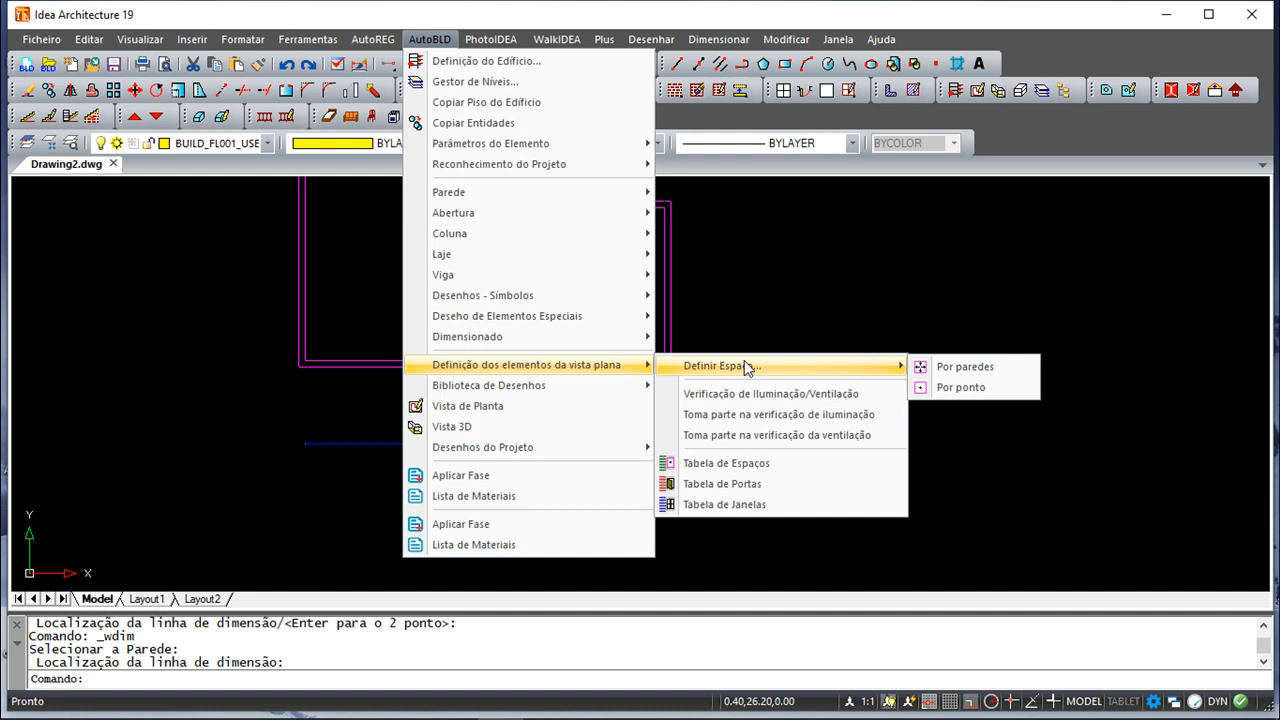 Idea Architecture 19
Ficheiro Editar Visualizar Inserir Formatar Ferramentas AutoREG AutoBLD PhotoIDEA WalkIDEA Plus Desenhar Dimensionar Modificar Janela Ajuda
BUILD_FL001_USE
BYLA
BYLAYER
BYCOLOR
Drawing2.dwg
Definição do Edifício...
Gestor de Níveis...
Copiar Piso do Edifício
Copiar Entidades
Parâmetros do Elemento
Reconhecimento do Projeto
Parede
Abertura
Coluna
Laje
Viga
Desenhos - Símbolos
Deseho de Elementos Especiais
Dimensionado
Definição dos elementos da vista plana
Biblioteca de Desenhos
Vista de Planta
Vista 3D
Desenhos do Projeto
Aplicar Fase
Lista de Materiais
Aplicar Fase
Lista de Materiais
Verificação de Iluminação/Ventilação
Toma parte na verificação de iluminação
Toma parte na verificação da ventilação
Tabela de Espaços
Tabela de Portas
Tabela de Janelas
Definir
Por paredes
Por ponto
Y
X
Model Layout1 Layout2
Localização da linha de dimensão/<Enter para o 2 ponto>:
Comando: _wdim
Selecionar a Parede:
Localização da linha de dimensão:
Comando:
Pronto
0.40,26.20,0.00
1:1
MODEL TABLET
DYN